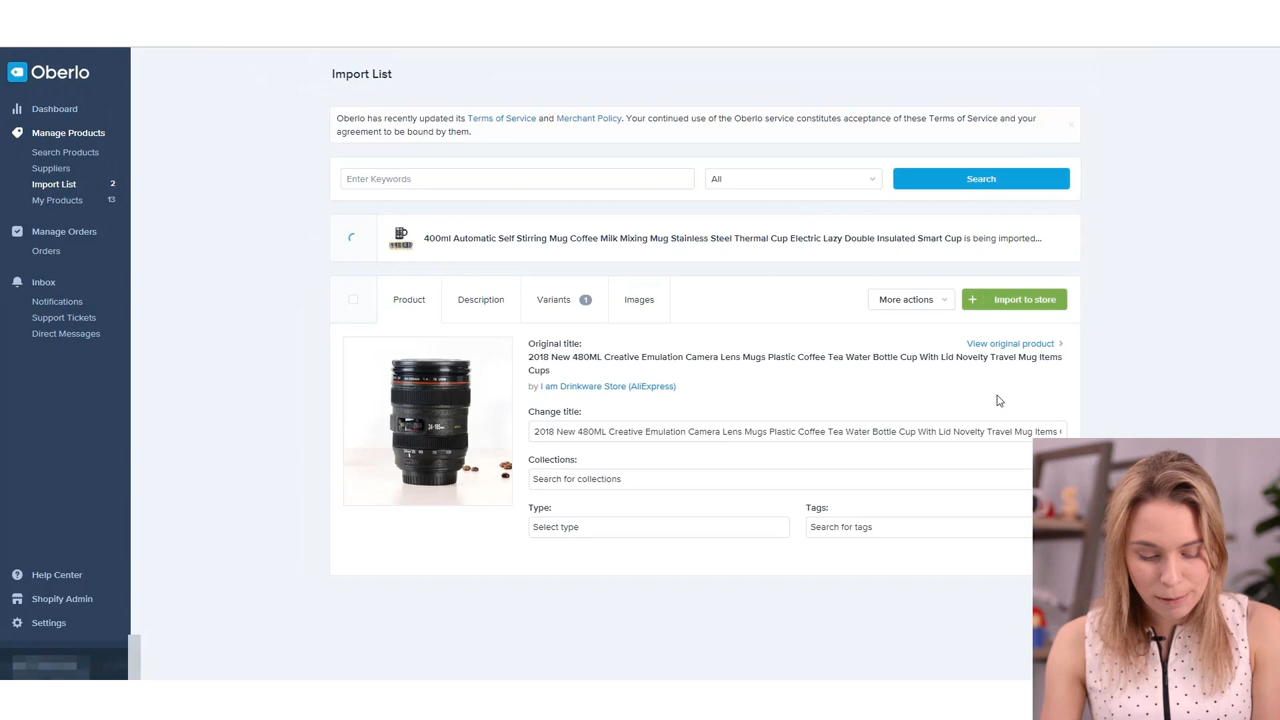 Oberlo
Dashboard
Manage Products
Search Products
Suppliers
Import List 2
My Products 13
Manage Orders
Orders
Inbox
Notifications
Support Tickets
Direct Messages
Help Center
Shopify Admin
Settings
Import List
Oberlo has recently updated its Terms of Service and Merchant Policy. Your continued use of the Oberlo service constitutes acceptance of these Terms of Service and your
agreement to be bound by them.
Enter Keywords All Search
400ml Automatic Self Stirring Mug Coffee Milk Mixing Mug Stainless Steel Thermal Cup Electric Lazy Double Insulated Smart Cup is being imported...
Product Description Variants 1 Images More actions + Import to store
Original title: View original product
2018 New 480ML Creative Emulation Camera Lens Mugs Plastic Coffee Tea Water Bottle Cup With Lid Novelty Travel Mug Items
Cups
by I am Drinkware Store (AliExpress)
Change title:
2018 New 480ML Creative Emulation Camera Lens Mugs Plastic Coffee Tea Water Bottle Cup With Lid Novelty Travel Mug Items
Collections:
Search for collections
Type: Tags:
Select type Search for tags